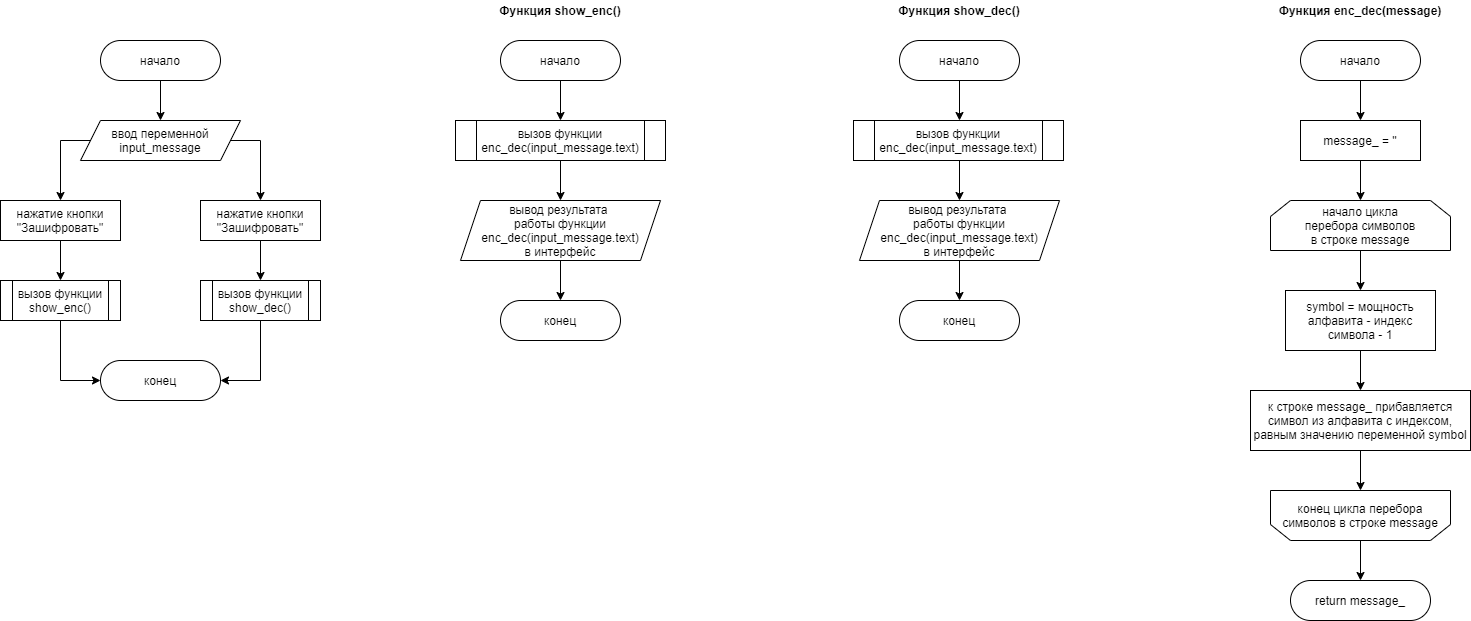 начало
ввод переменной
input_message
нажатие кнопки
"Зашифровать"
вызов функции
show_enc()
нажатие кнопки
"Зашифровать"
вызов функции
show_dec()
конец
Функция show_enc()
начало
вызов функции
enc_dec(input_message.text)
вывод результата
работы функции
enc_dec(input_message.text)
в интерфейс
конец
Функция show_dec()
начало
вызов функции
enc_dec(input_message.text)
вывод результата
работы функции
enc_dec(input_message.text)
в интерфейс
конец
Функция enc_dec(message)
начало
message_ = ''
начало цикла
перебора символов
в строке message
symbol = мощность
алфавита - индекс
символа - 1
к строке message_ прибавляется
символ из алфавита с индексом,
равным значению переменной symbol
конец цикла перебора
символов в строке message
return message_